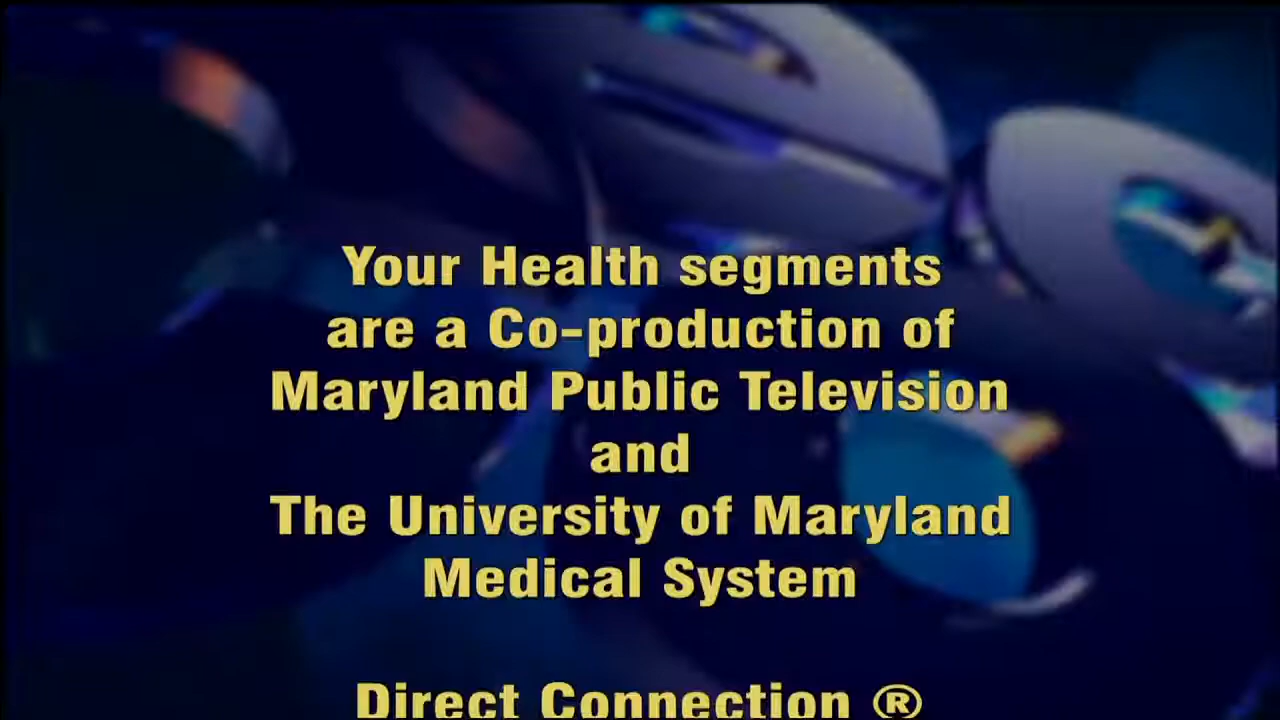 Your Health segments
are a Co-production of
Maryland Public Television
and
The University of Maryland
Medical System
Direct Connection ®